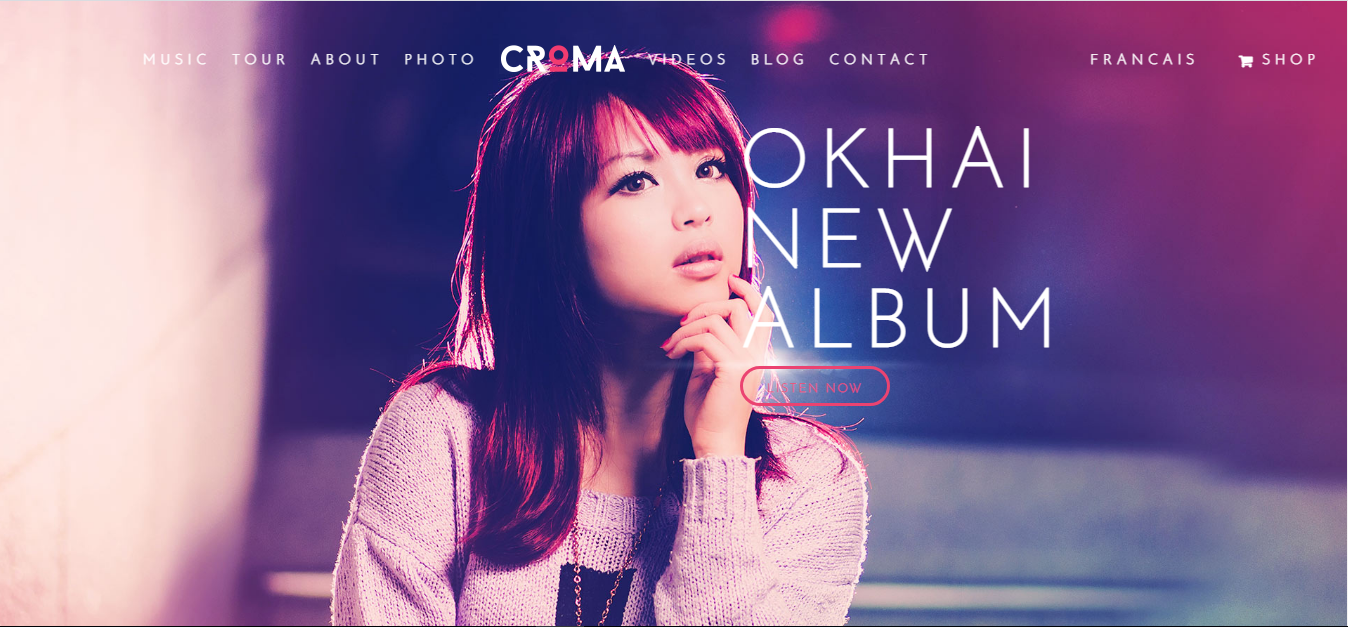 MUSIC TOUR ABOUT PHOTO CROMA VIDEOS BLOG CONTACT FRANCAIS SHOP
OKHAI
NEW
ALBUM
LISTEN NOW